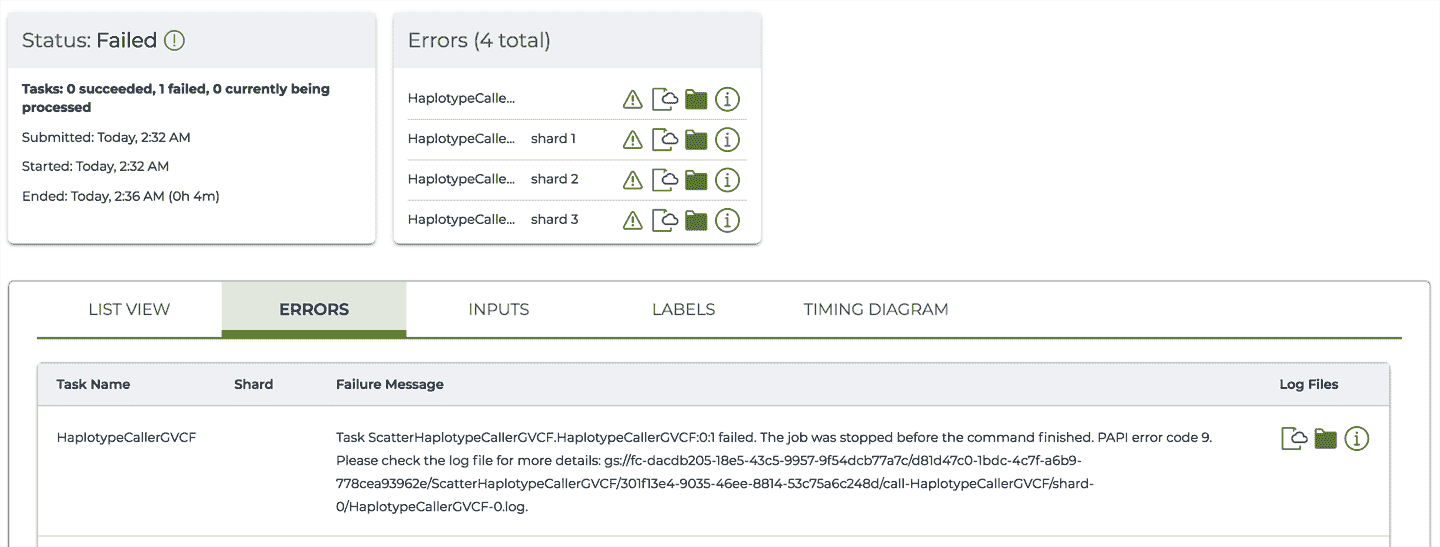 Status: Failed
Tasks: 0 succeeded, 1 failed, 0 currently being
processed
Submitted: Today, 2:32 AM
Started: Today, 2:32 AM
Ended: Today, 2:36 AM (0h 4m)
Errors (4 total)
HaplotypeCalle...
HaplotypeCalle... shard 1
HaplotypeCalle... shard 2
HaplotypeCalle... shard 3
LIST VIEW ERRORS INPUTS LABELS TIMING DIAGRAM
Task Name Shard Failure Message Log Files
HaplotypeCallerGVCF
Task ScatterHaplotypeCallerGVCF.HaplotypeCallerGVCF:0:1 failed. The job was stopped before the command finished. PAPI error code 9.
Please check the log file for more details: gs://fc-dacdb205-18e5-43c5-9957-9f54dcb77a7c/d81d47c0-1bdc-4c7f-a6b9-
778cea93962e/ScatterHaplotypeCallerGVCF/301f13e4-9035-46ee-8814-53c75a6c248d/call-HaplotypeCallerGVCF/shard-
0/HaplotypeCallerGVCF-0.log.